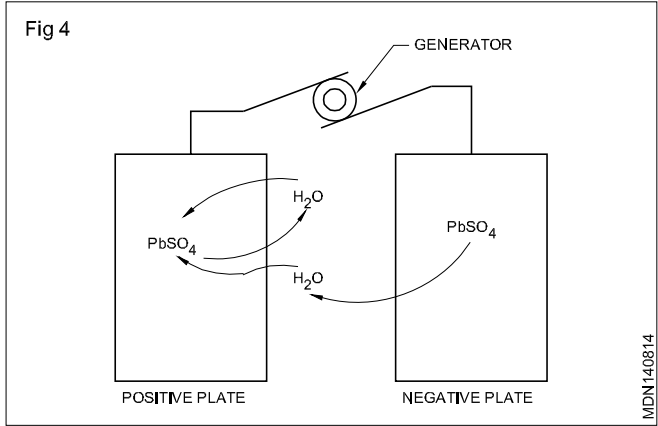 Fig 4
GENERATOR
H2O
PbSO4
PbSO4
H2O
POSITIVE PLATE
NEGATIVE PLATE
MDN140814